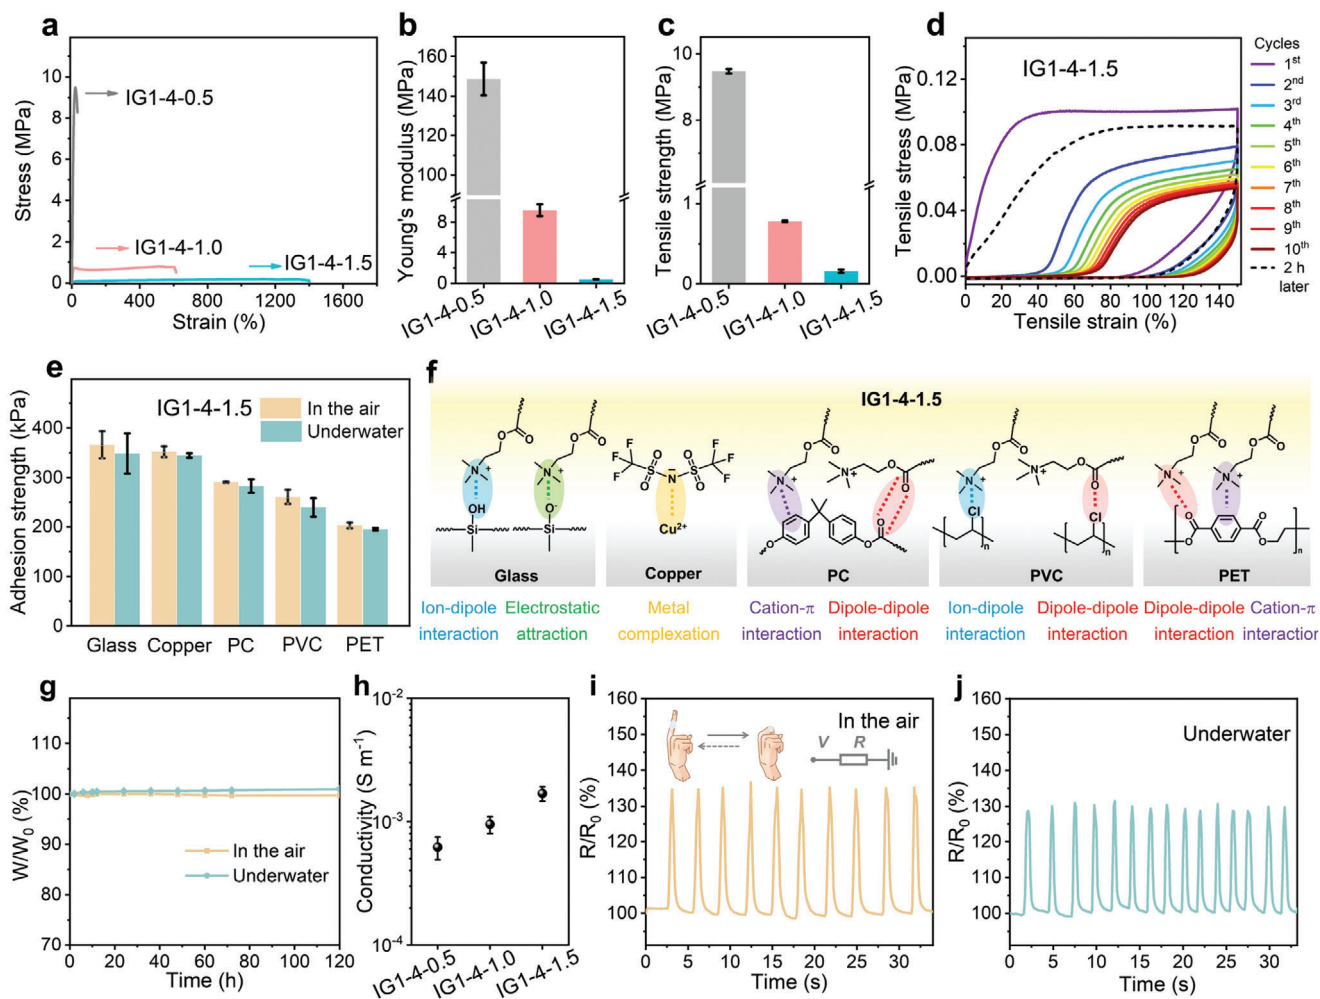 a
Stress (MPa)
10
8
6
4
2
1
0
IG1-4-0.5
IG1-4-1.0
IG1-4-1.5
0 400 800 1200 1600
Strain (%)
b
Young's modulus (MPa)
160
140
120
100
8
4
0
IG1-4-0.5
IG1-4-1.0
IG1-4-1.5
c
Tensile strength (MPa)
10
8
1
0
IG1-4-0.5
IG1-4-1.0
IG1-4-1.5
d
Tensile stress (MPa)
0.12
0.08
0.04
0.00
IG1-4-1.5
0 30 60 90 120 150
Tensile strain (%)
Cycles
1st
2nd
3rd
4th
5th
6th
7th
8th
9th
10th
2 h
later
e
Adhesion strength (kPa)
400
300
200
100
0
IG1-4-1.5
In the air
Underwater
Glass Copper PC PVC PET
f
IG1-4-1.5
O
O
N+
OH
Si
O
O
N+
O-
Si
F
F
F
S
O
O
N
–
S
O
O
F
F
F
Cu2+
O
O
N+
O
N+
O
O
O
O
O
O
N+
Cl
n
N+
O
O
Cl
n
O
O
N+
O
O
N+
O
O
O
O
n
Glass Copper PC PVC PET
Ion-dipole
interaction
Electrostatic
attraction
Metal
complexation
Cation-π
interaction
Dipole-dipole
interaction
Ion-dipole
interaction
Dipole-dipole
interaction
Dipole-dipole
interaction
Cation-π
interaction
g
W/W0 (%)
110
100
90
80
70
In the air
Underwater
0 20 40 60 80 100 120
Time (h)
h
Conductivity (S m-1)
10-2
10-3
10-4
IG1-4-0.5
IG1-4-1.0
IG1-4-1.5
i
R/R0 (%)
160
150
140
130
120
110
100
In the air
V R
0 5 10 15 20 25 30
Time (s)
j
R/R0 (%)
160
150
140
130
120
110
100
Underwater
0 5 10 15 20 25 30
Time (s)